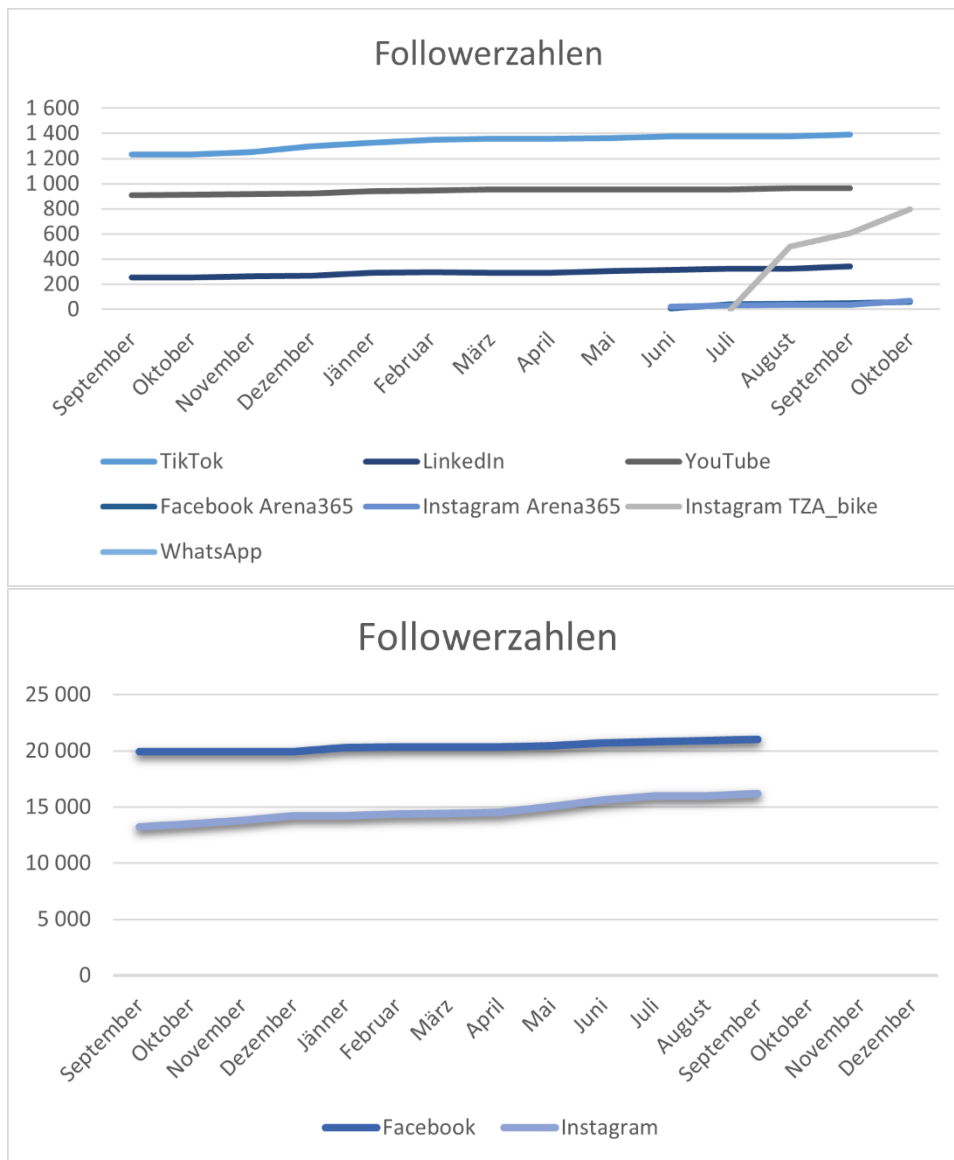 Followerzahlen
1 600
1 400
1 200
1 000
800
600
400
200
0
September
Oktober
November
Dezember
Jänner
Februar
März
April
Mai
Juni
Juli
August
September
Oktober
TikTok LinkedIn YouTube
Facebook Arena365 Instagram Arena365 Instagram TZA_bike
WhatsApp
Followerzahlen
25 000
20 000
15 000
10 000
5 000
0
September
Oktober
November
Dezember
Jänner
Februar
März
April
Mai
Juni
Juli
August
September
Oktober
November
Dezember
Facebook Instagram